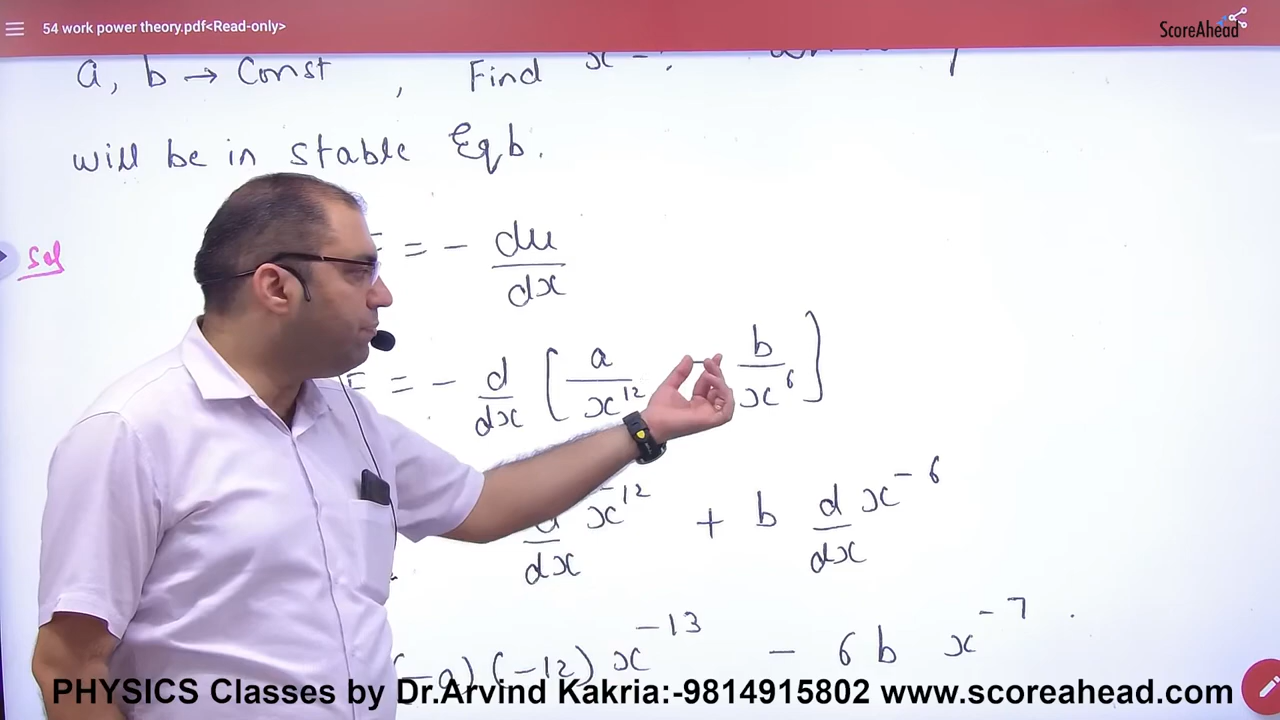 54 work power theory.pdf<Read-only>
ScoreAhead
a, b → Const , Find x = ?
will be in stable Eqb.
Sol
F = - du/dx
= - d/dx [a/x^12 - b/x^6]
d/dx x^-12 + b d/dx x^-6
(-a) (-12) x^-13 - 6 b x^-7
PHYSICS Classes by Dr.Arvind Kakria:-9814915802 www.scoreahead.com